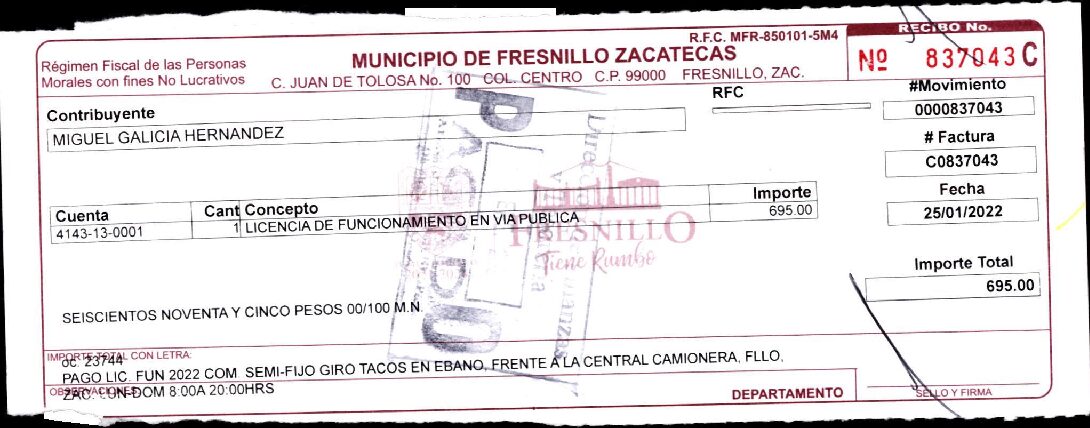 RECIBO No.
R.F.C. MFR-850101-5M4
Nº 837043 C
Régimen Fiscal de las Personas
Morales con fines No Lucrativos
MUNICIPIO DE FRESNILLO ZACATECAS
C. JUAN DE TOLOSA No. 100 COL. CENTRO C.P. 99000 FRESNILLO, ZAC.
RFC
#Movimiento
0000837043
Contribuyente
MIGUEL GALICIA HERNANDEZ
# Factura
C0837043
Fecha
25/01/2022
Cuenta Cant Concepto Importe
4143-13-0001 1 LICENCIA DE FUNCIONAMIENTO EN VIA PUBLICA 695.00
FRESNILLO
Tiene Rumbo
PAGADO
Importe Total
695.00
SEISCIENTOS NOVENTA Y CINCO PESOS 00/100 M.N.
IMPORTE TOTAL CON LETRA:
oc. 23744
PAGO LIC. FUN 2022 COM. SEMI-FIJO GIRO TACOS EN EBANO, FRENTE A LA CENTRAL CAMIONERA, FLLO,
OBSERVACIONES
ZAC. LUN-DOM 8:00A 20:00HRS
DEPARTAMENTO
SELLO Y FIRMA